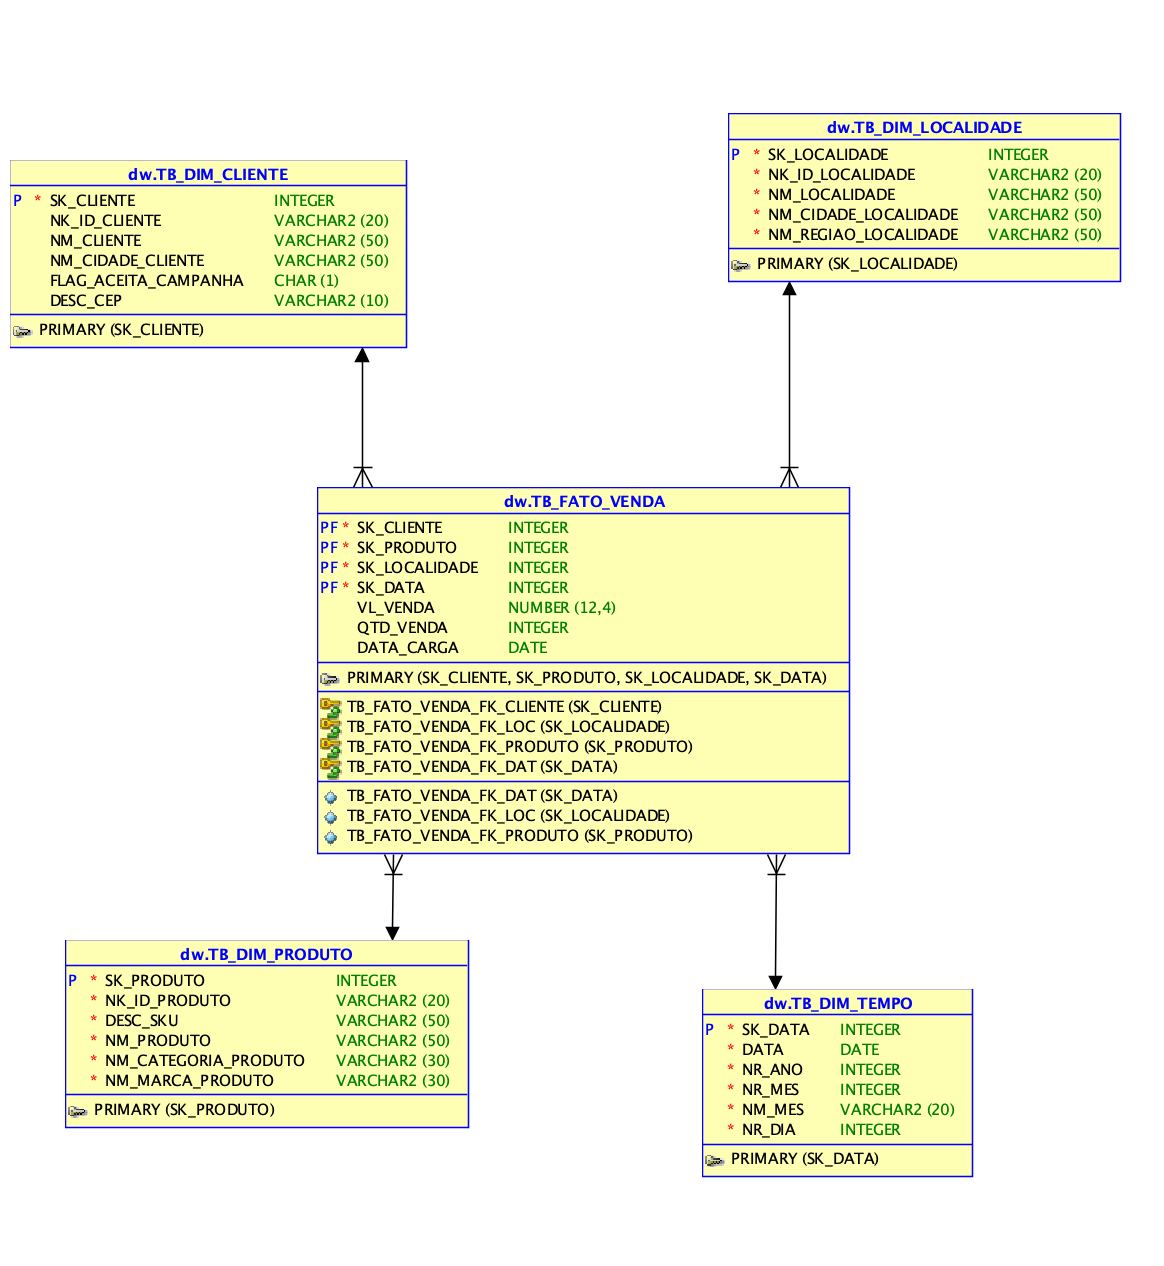 dw.TB_DIM_LOCALIDADE
P * SK_LOCALIDADE INTEGER
* NK_ID_LOCALIDADE VARCHAR2 (20)
* NM_LOCALIDADE VARCHAR2 (50)
* NM_CIDADE_LOCALIDADE VARCHAR2 (50)
* NM_REGIAO_LOCALIDADE VARCHAR2 (50)
PRIMARY (SK_LOCALIDADE)
dw.TB_DIM_CLIENTE
P * SK_CLIENTE INTEGER
NK_ID_CLIENTE VARCHAR2 (20)
NM_CLIENTE VARCHAR2 (50)
NM_CIDADE_CLIENTE VARCHAR2 (50)
FLAG_ACEITA_CAMPANHA CHAR (1)
DESC_CEP VARCHAR2 (10)
PRIMARY (SK_CLIENTE)
dw.TB_FATO_VENDA
PF * SK_CLIENTE INTEGER
PF * SK_PRODUTO INTEGER
PF * SK_LOCALIDADE INTEGER
PF * SK_DATA INTEGER
VL_VENDA NUMBER (12,4)
QTD_VENDA INTEGER
DATA_CARGA DATE
PRIMARY (SK_CLIENTE, SK_PRODUTO, SK_LOCALIDADE, SK_DATA)
TB_FATO_VENDA_FK_CLIENTE (SK_CLIENTE)
TB_FATO_VENDA_FK_LOC (SK_LOCALIDADE)
TB_FATO_VENDA_FK_PRODUTO (SK_PRODUTO)
TB_FATO_VENDA_FK_DAT (SK_DATA)
TB_FATO_VENDA_FK_DAT (SK_DATA)
TB_FATO_VENDA_FK_LOC (SK_LOCALIDADE)
TB_FATO_VENDA_FK_PRODUTO (SK_PRODUTO)
dw.TB_DIM_PRODUTO
P * SK_PRODUTO INTEGER
* NK_ID_PRODUTO VARCHAR2 (20)
* DESC_SKU VARCHAR2 (50)
* NM_PRODUTO VARCHAR2 (50)
* NM_CATEGORIA_PRODUTO VARCHAR2 (30)
* NM_MARCA_PRODUTO VARCHAR2 (30)
PRIMARY (SK_PRODUTO)
dw.TB_DIM_TEMPO
P * SK_DATA INTEGER
* DATA DATE
* NR_ANO INTEGER
* NR_MES INTEGER
* NM_MES VARCHAR2 (20)
* NR_DIA INTEGER
PRIMARY (SK_DATA)